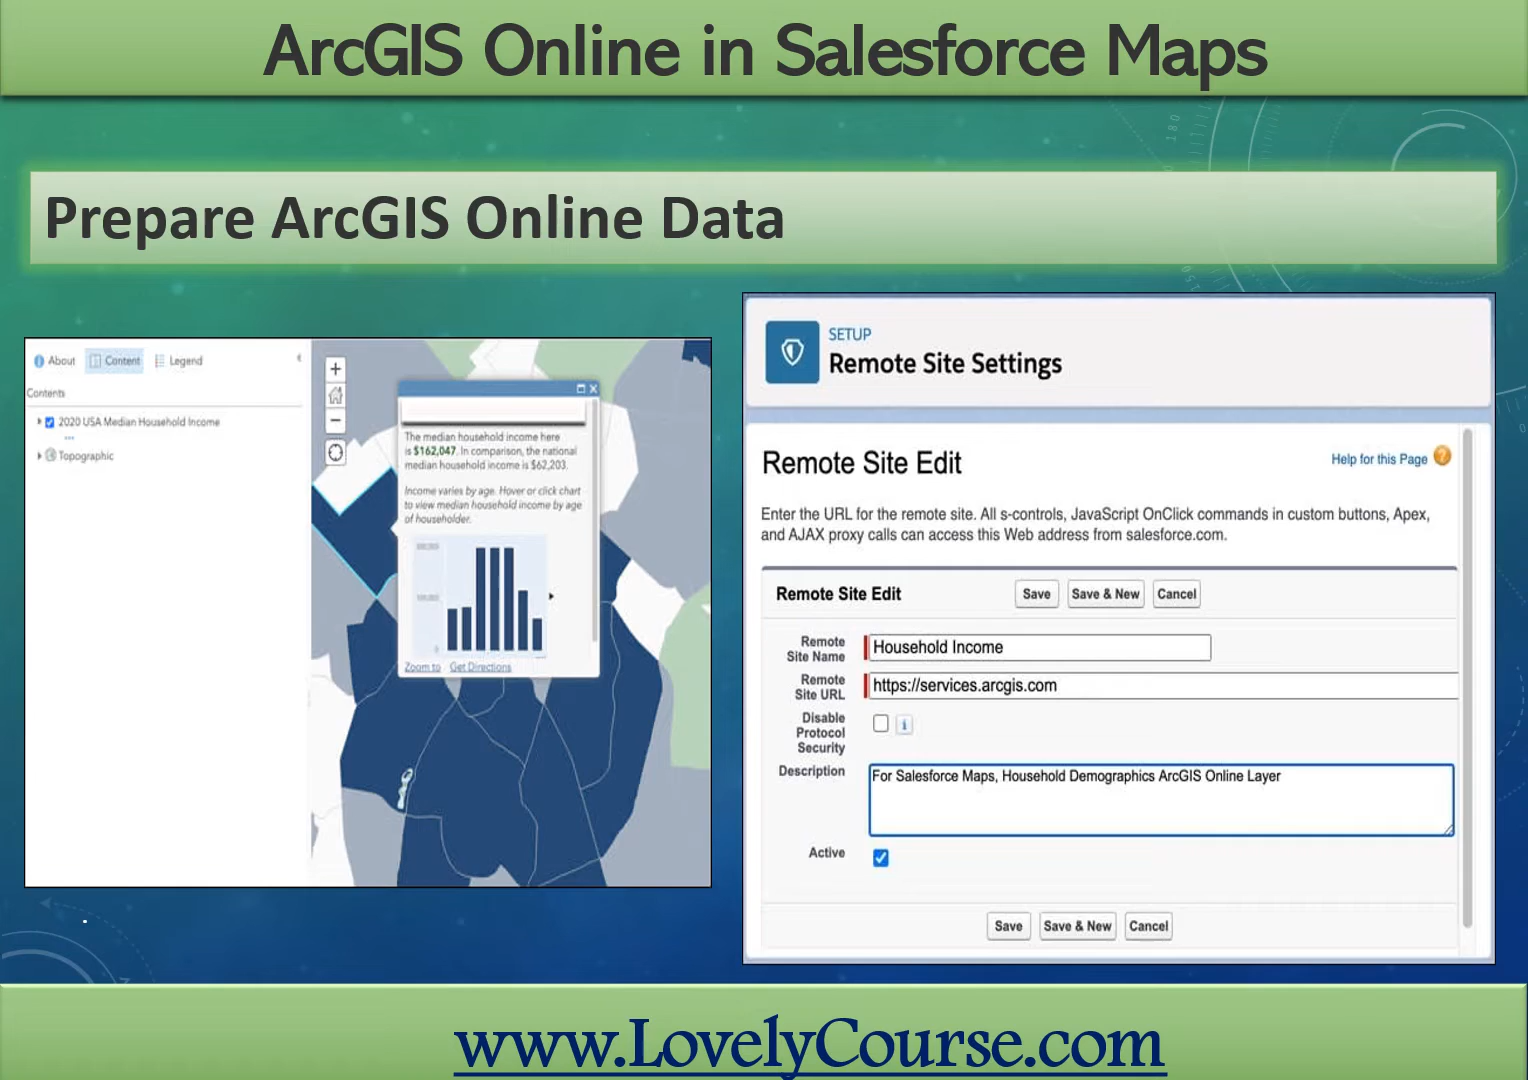 ArcGIS Online in Salesforce Maps
Prepare ArcGIS Online Data
About Content Legend
Contents
2020 USA Median Household Income
Topographic
The median household income here
is $162,047. In comparison, the national
median household income is $62,203.
Income varies by age. Hover or click chart
to view median household income by age
of householder.
0
Zoom to Get Directions
SETUP
Remote Site Settings
Remote Site Edit
Help for this Page
Enter the URL for the remote site. All s-controls, JavaScript OnClick commands in custom buttons, Apex,
and AJAX proxy calls can access this Web address from salesforce.com.
Remote Site Edit Save Save & New Cancel
Remote
Site Name
Household Income
Remote
Site URL
https://services.arcgis.com
Disable
Protocol
Security
Description
For Salesforce Maps, Household Demographics ArcGIS Online Layer
Active
Save Save & New Cancel
www.LovelyCourse.com